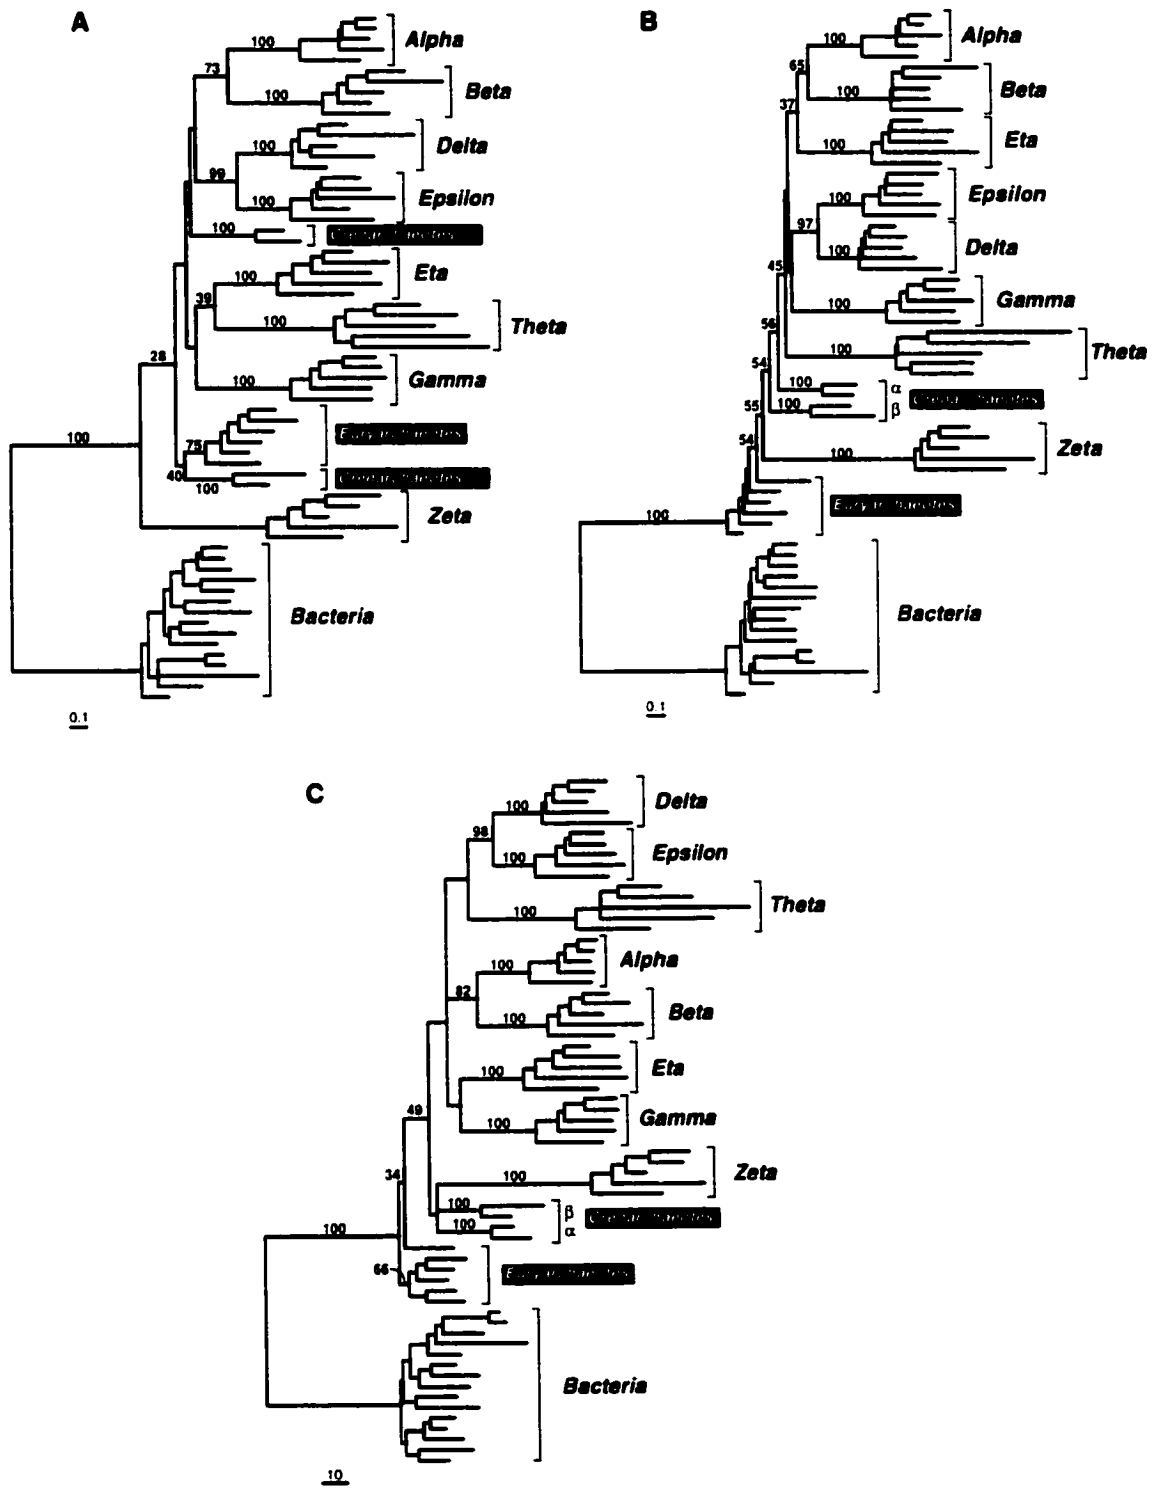 A
100
Alpha
73
100
Beta
100
Delta
99
100
Epsilon
100
100
Eta
39
100
Theta
28
100
Gamma
100
75
40
100
Zeta
Bacteria
0.1
B
100
Alpha
65
100
Beta
37
100
Eta
100
Epsilon
97
100
Delta
45
100
Gamma
56
100
Theta
54
100
α
100
β
55
54
100
Zeta
100
Bacteria
0.1
C
100
Delta
98
100
Epsilon
100
Theta
100
Alpha
82
100
Beta
100
Eta
49
100
Gamma
34
100
Zeta
100
β
100
α
100
66
Bacteria
10